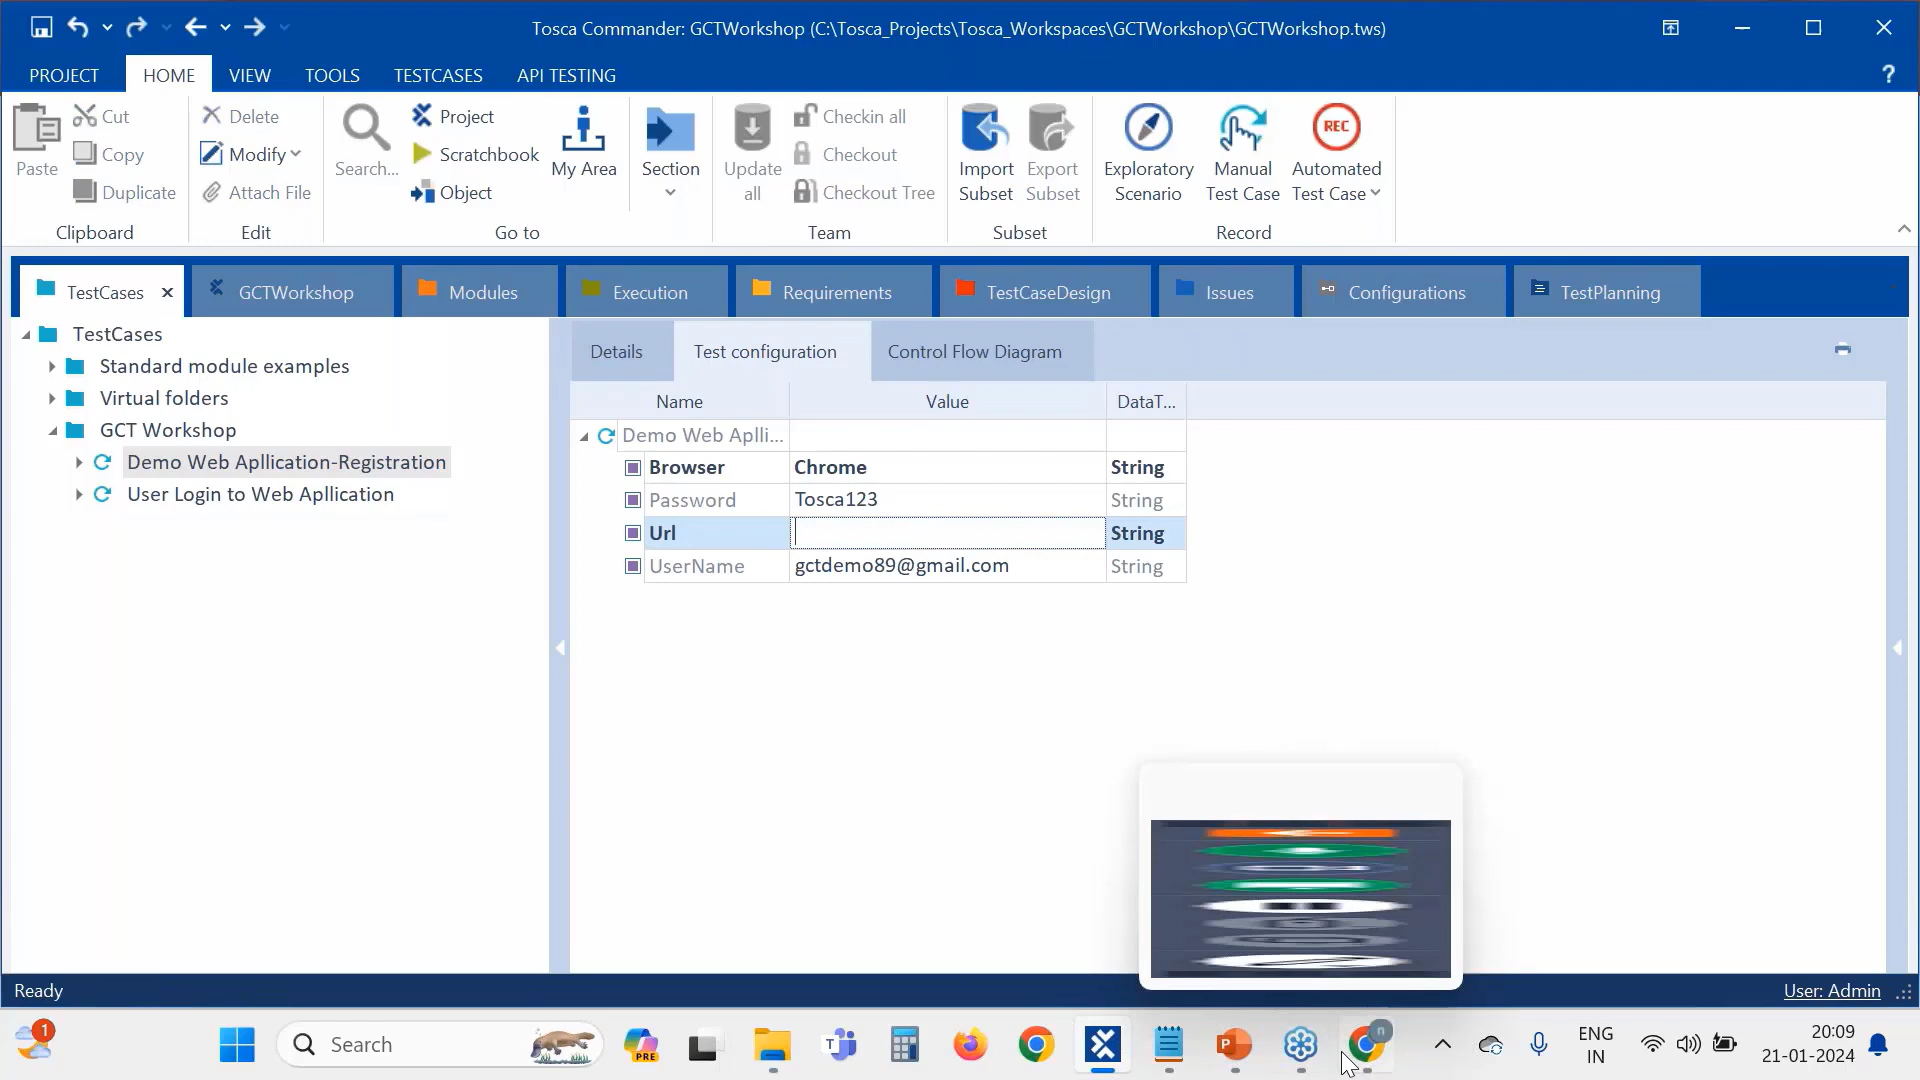 Tosca Commander: GCTWorkshop (C:\Tosca_Projects\Tosca_Workspaces\GCTWorkshop\GCTWorkshop.tws)
PROJECT HOME VIEW TOOLS TESTCASES API TESTING ?
Paste
Cut
Copy
Duplicate
Clipboard
Delete
Modify
Attach File
Edit
Search...
Project
Scratchbook
Object
My Area
Go to
Section
Update all
Checkin all
Checkout
Checkout Tree
Team
Import Subset
Export Subset
Subset
Exploratory Scenario
Manual Test Case
REC
Automated Test Case
Record
TestCases GCTWorkshop Modules Execution Requirements TestCaseDesign Issues Configurations TestPlanning
TestCases
Standard module examples
Virtual folders
GCT Workshop
Demo Web Apllication-Registration
User Login to Web Apllication
Details Test configuration Control Flow Diagram
Name Value DataT...
Demo Web Aplli...
Browser Chrome String
Password Tosca123 String
Url String
UserName gctdemo89@gmail.com String
Ready User: Admin
1
Search
PRE
T
P
n
ENG
IN
20:09
21-01-2024